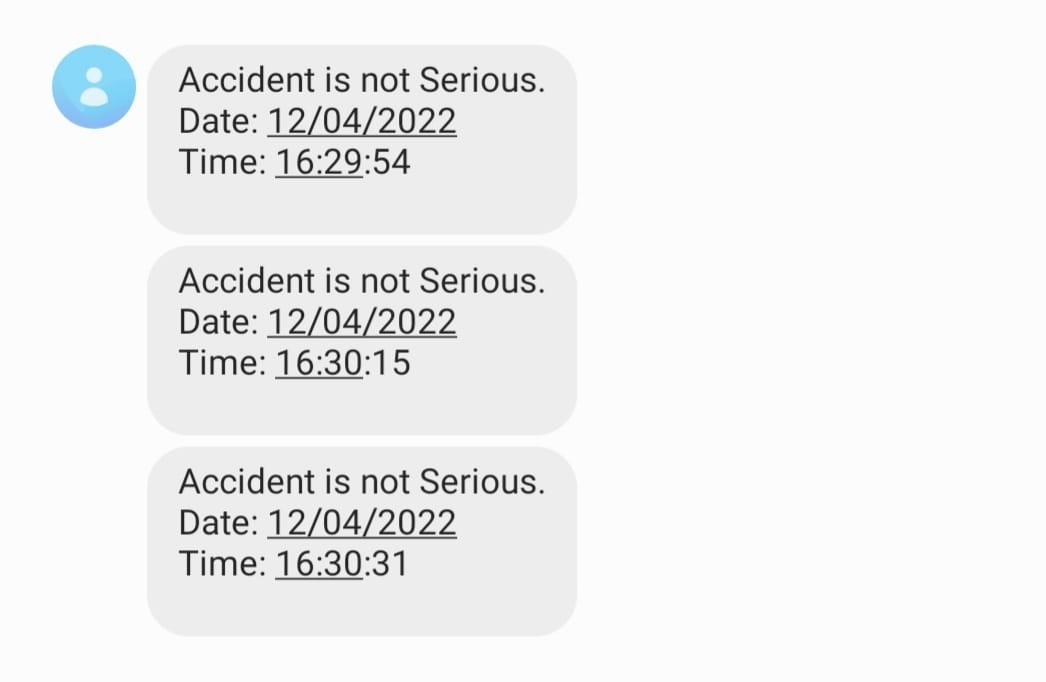 Accident is not Serious.
Date: 12/04/2022
Time: 16:29:54
Accident is not Serious.
Date: 12/04/2022
Time: 16:30:15
Accident is not Serious.
Date: 12/04/2022
Time: 16:30:31